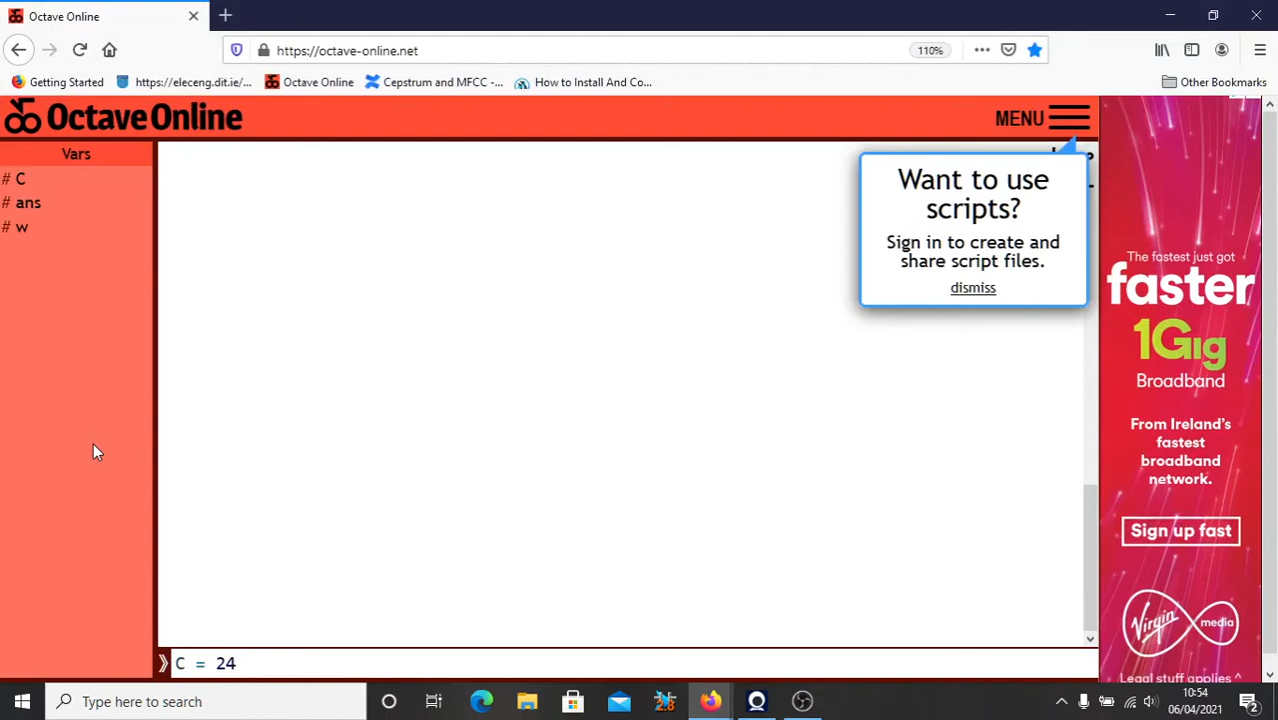 Octave Online
https://octave-online.net
110%
Getting Started
https://eleceng.dit.ie/...
Octave Online
Cepstrum and MFCC -...
How to Install And Co...
Other Bookmarks
Octave Online
MENU
Vars
# C
# ans
# w
Want to use
scripts?
Sign in to create and
share script files.
dismiss
C = 24
The fastest just got
faster
1Gig
Broadband
From Ireland's
fastest
broadband
network.
Sign up fast
Virgin media
Legal stuff applies
Type here to search
2.8
10:54
06/04/2021
2